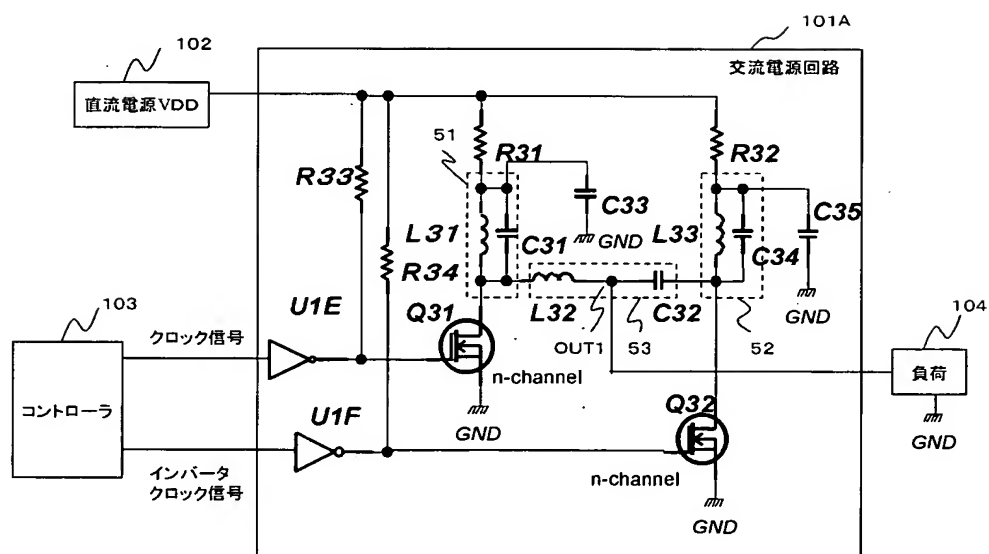 101A
102
交流電源回路
直流電源VDD
51
R31
R32
R33
C33
C35
L31
GND
L33
C31
C34
R34
U1E
Q31
L32
C32
GND
103
104
クロック信号
OUT1
53
52
n-channel
負荷
コントローラ
U1F
Q32
GND
GND
インバータ
クロック信号
n-channel
GND